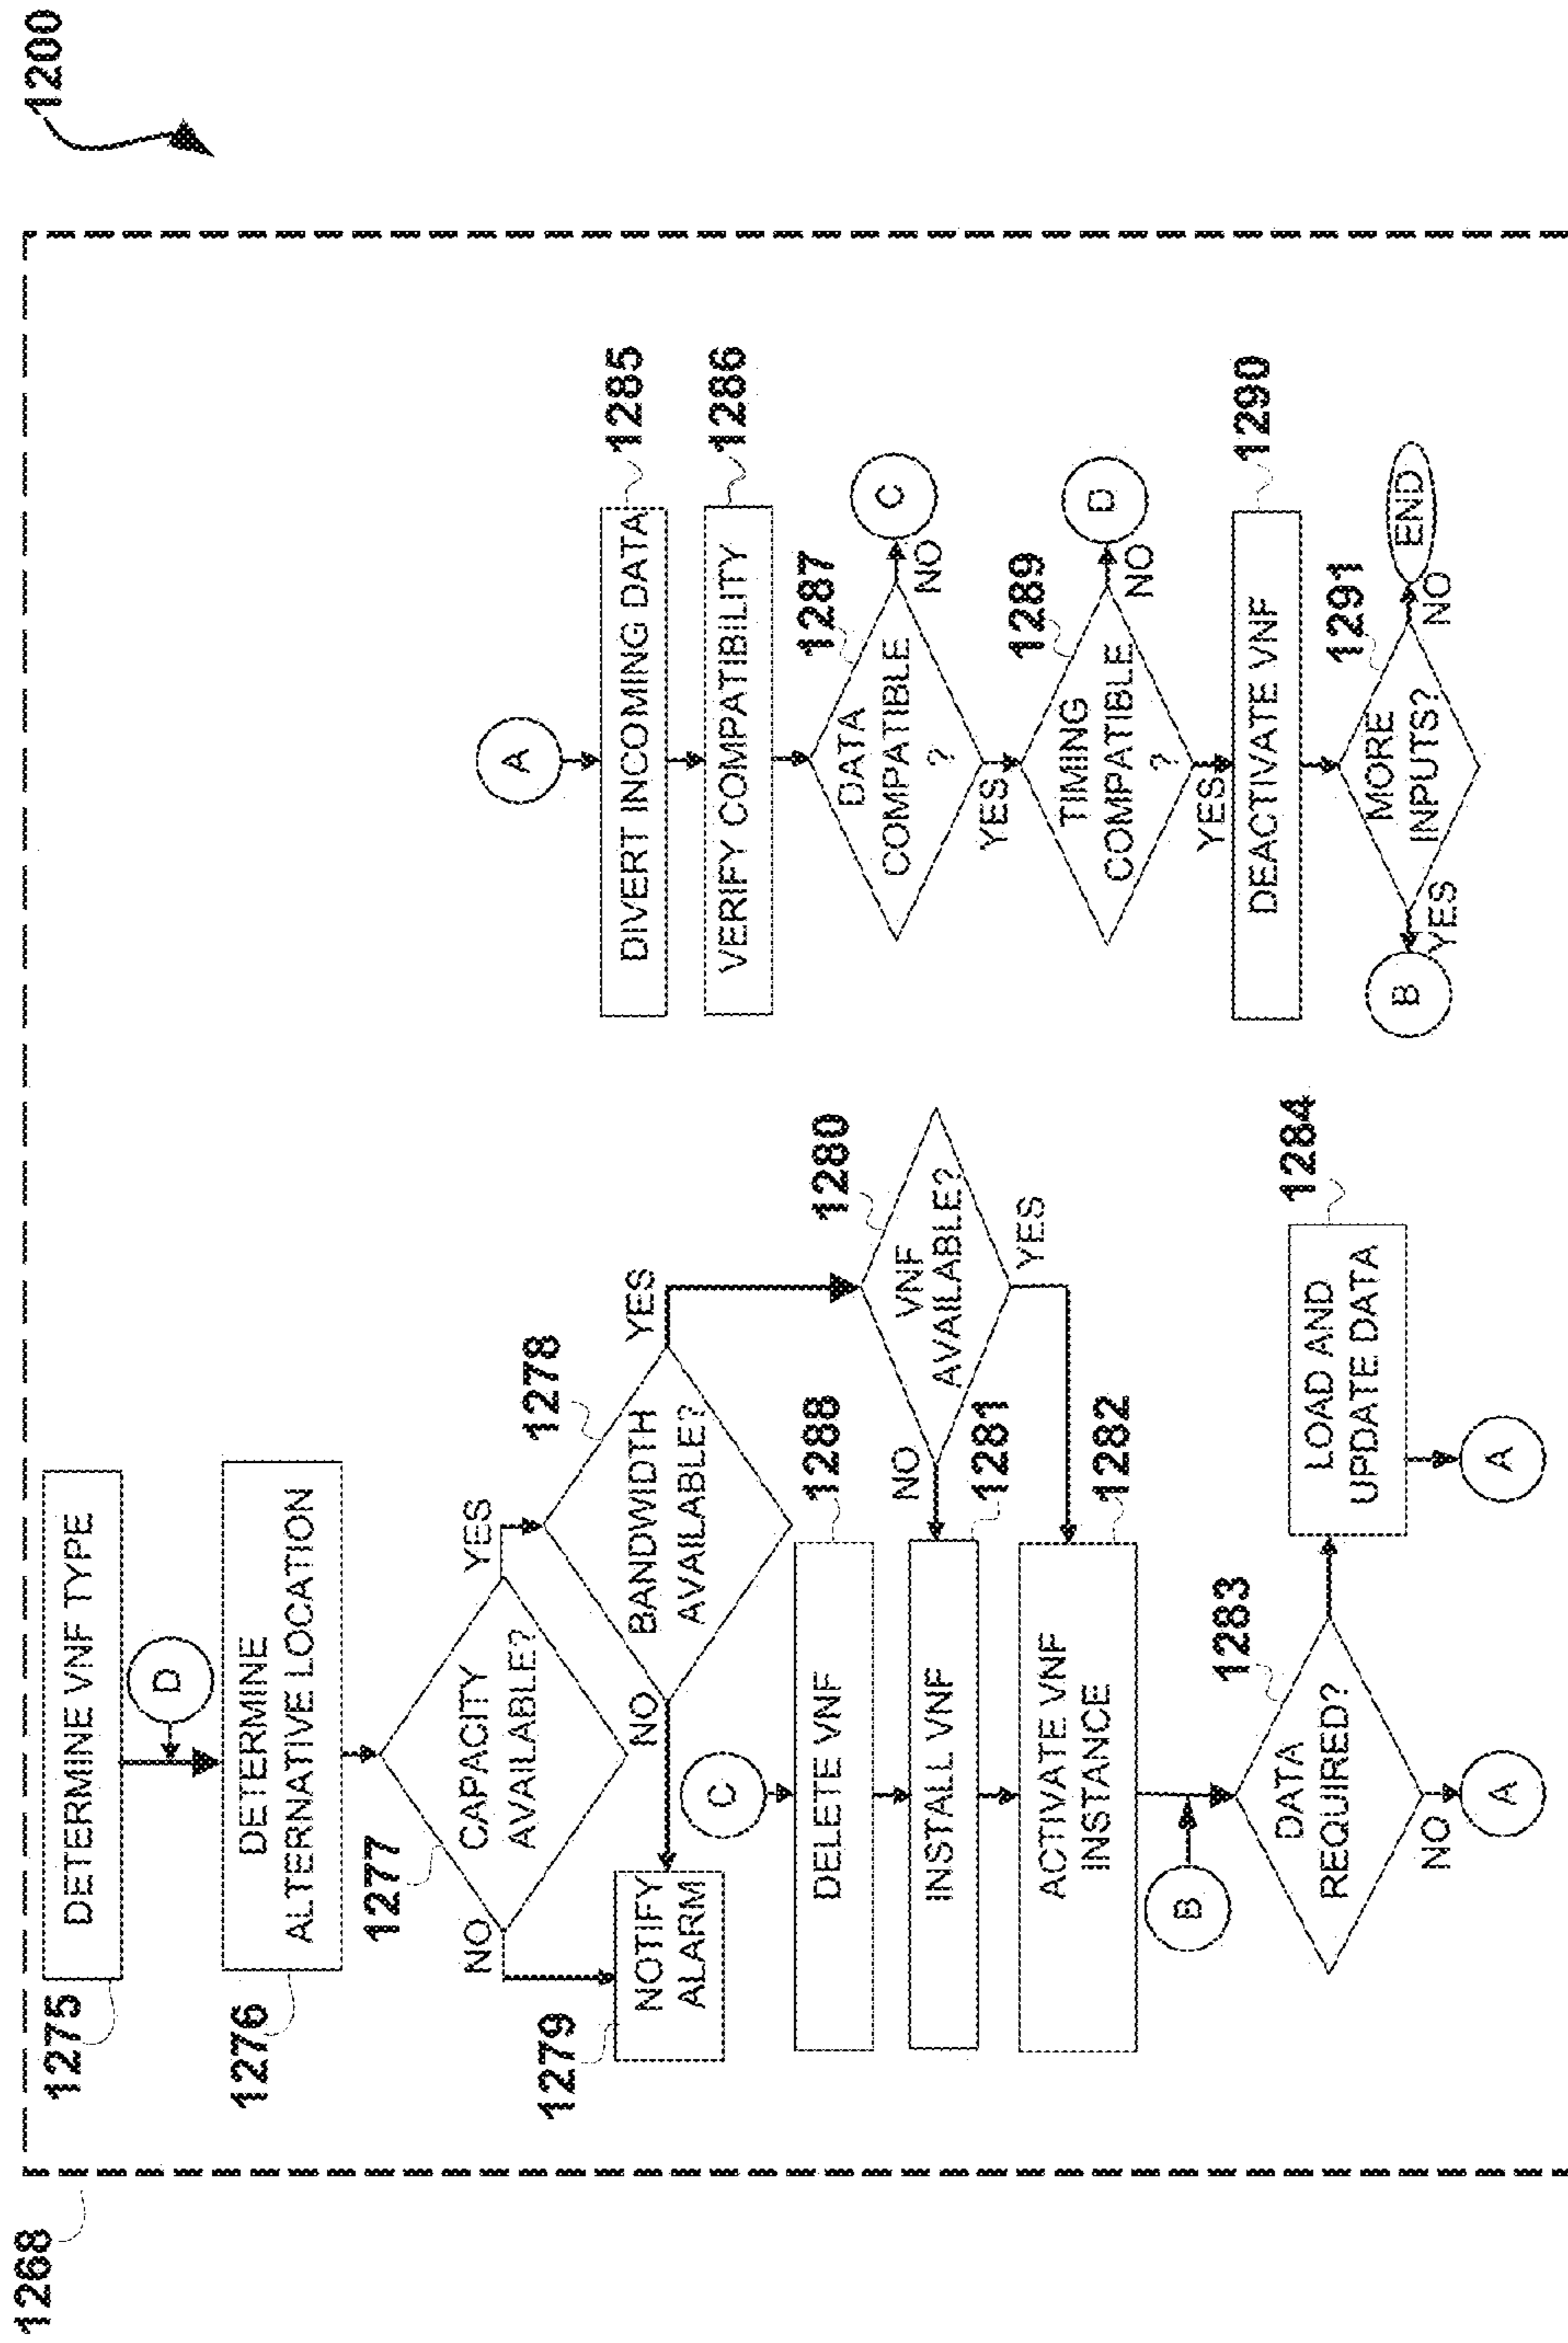 1200
1268
1275
DETERMINE VNF TYPE
D
1276
DETERMINE
ALTERNATIVE LOCATION
1277
CAPACITY
AVAILABLE?
YES
NO
1278
BANDWIDTH
AVAILABLE?
YES
NO
1279
NOTIFY
ALARM
C
1288
DELETE VNF
1280
VNF
AVAILABLE?
NO
YES
1281
INSTALL VNF
1282
ACTIVATE VNF
INSTANCE
B
1283
DATA
REQUIRED?
NO
A
1284
LOAD AND
UPDATE DATA
A
A
1285
DIVERT INCOMING DATA
1286
VERIFY COMPATIBILITY
1287
DATA
COMPATIBLE
?
NO
C
YES
1289
TIMING
COMPATIBLE
?
NO
D
YES
1290
DEACTIVATE VNF
1291
MORE
INPUTS?
YES
B
NO
END